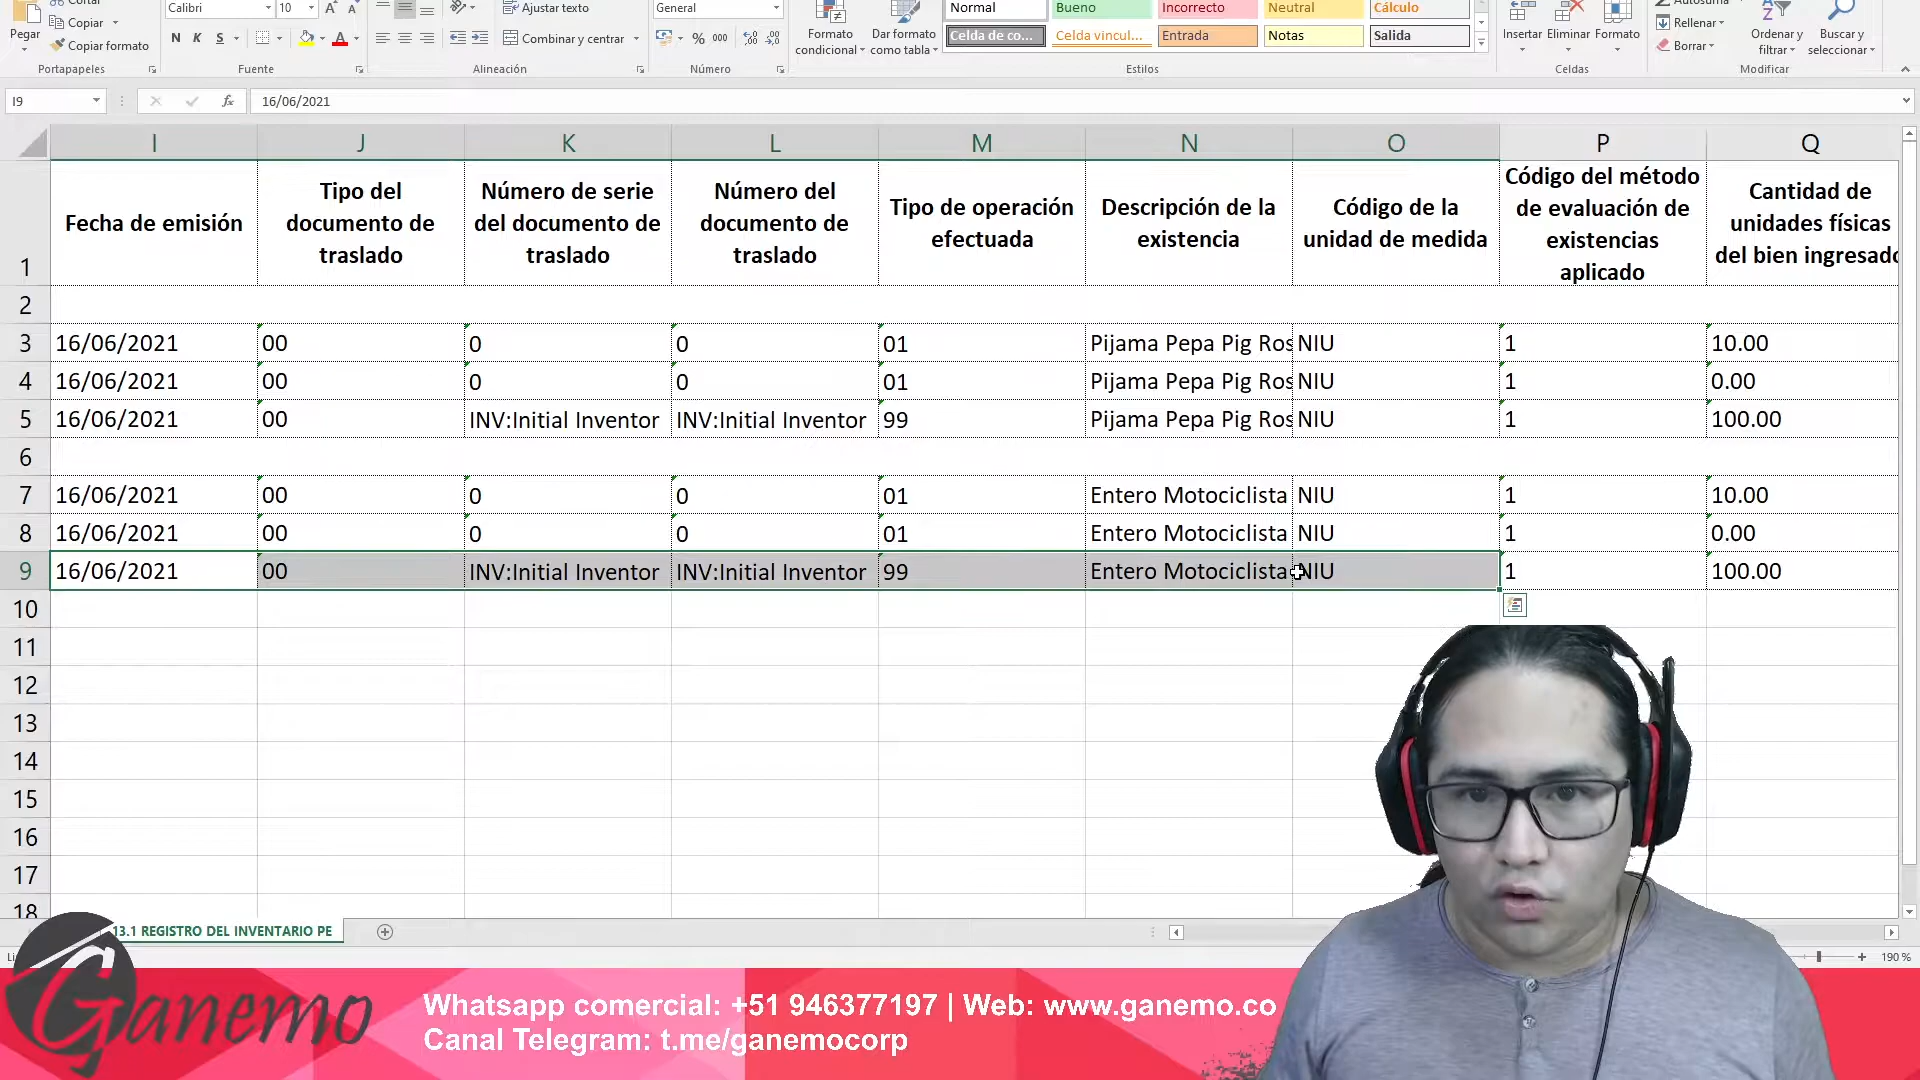 Cortar
Calibri 10
Ajustar texto
General
Normal Bueno Incorrecto Neutral Cálculo
Autosuma
Pegar
Copiar
Copiar formato
N K S A
Combinar y centrar
% 000
Formato condicional
Dar formato como tabla
Celda de co... Celda vincul... Entrada Notas Salida
Insertar Eliminar Formato
Rellenar
Borrar
Ordenar y filtrar
Buscar y seleccionar
Portapapeles Fuente Alineación Número Estilos Celdas Modificar
I9 fx 16/06/2021
I J K L M N O P Q
1 Fecha de emisión
Tipo del documento de traslado
Número de serie del documento de traslado
Número del documento de traslado
Tipo de operación efectuada
Descripción de la existencia
Código de la unidad de medida
Código del método de evaluación de existencias aplicado
Cantidad de unidades físicas del bien ingresado
2
3 16/06/2021 00 0 0 01 Pijama Pepa Pig Ros NIU 1 10.00
4 16/06/2021 00 0 0 01 Pijama Pepa Pig Ros NIU 1 0.00
5 16/06/2021 00 INV:Initial Inventor INV:Initial Inventor 99 Pijama Pepa Pig Ros NIU 1 100.00
6
7 16/06/2021 00 0 0 01 Entero Motociclista NIU 1 10.00
8 16/06/2021 00 0 0 01 Entero Motociclista NIU 1 0.00
9 16/06/2021 00 INV:Initial Inventor INV:Initial Inventor 99 Entero Motociclista NIU 1 100.00
10
11
12
13
14
15
16
17
18
13.1 REGISTRO DEL INVENTARIO PE
190 %
Ganemo
Whatsapp comercial: +51 946377197 | Web: www.ganemo.co
Canal Telegram: t.me/ganemocorp